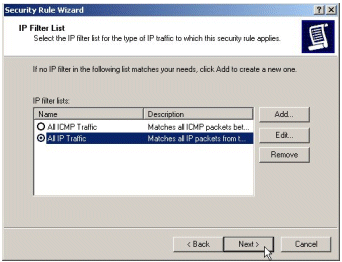 Security Rule Wizard
IP Filter List
Select the IP filter list for the type of IP traffic to which this security rule applies.
If no IP filter in the following list matches your needs, click Add to create a new one.
IP filter lists:
Name Description
All ICMP Traffic Matches all ICMP packets bet...
All IP Traffic Matches all IP packets from t...
Add...
Edit...
Remove
< Back Next > Cancel